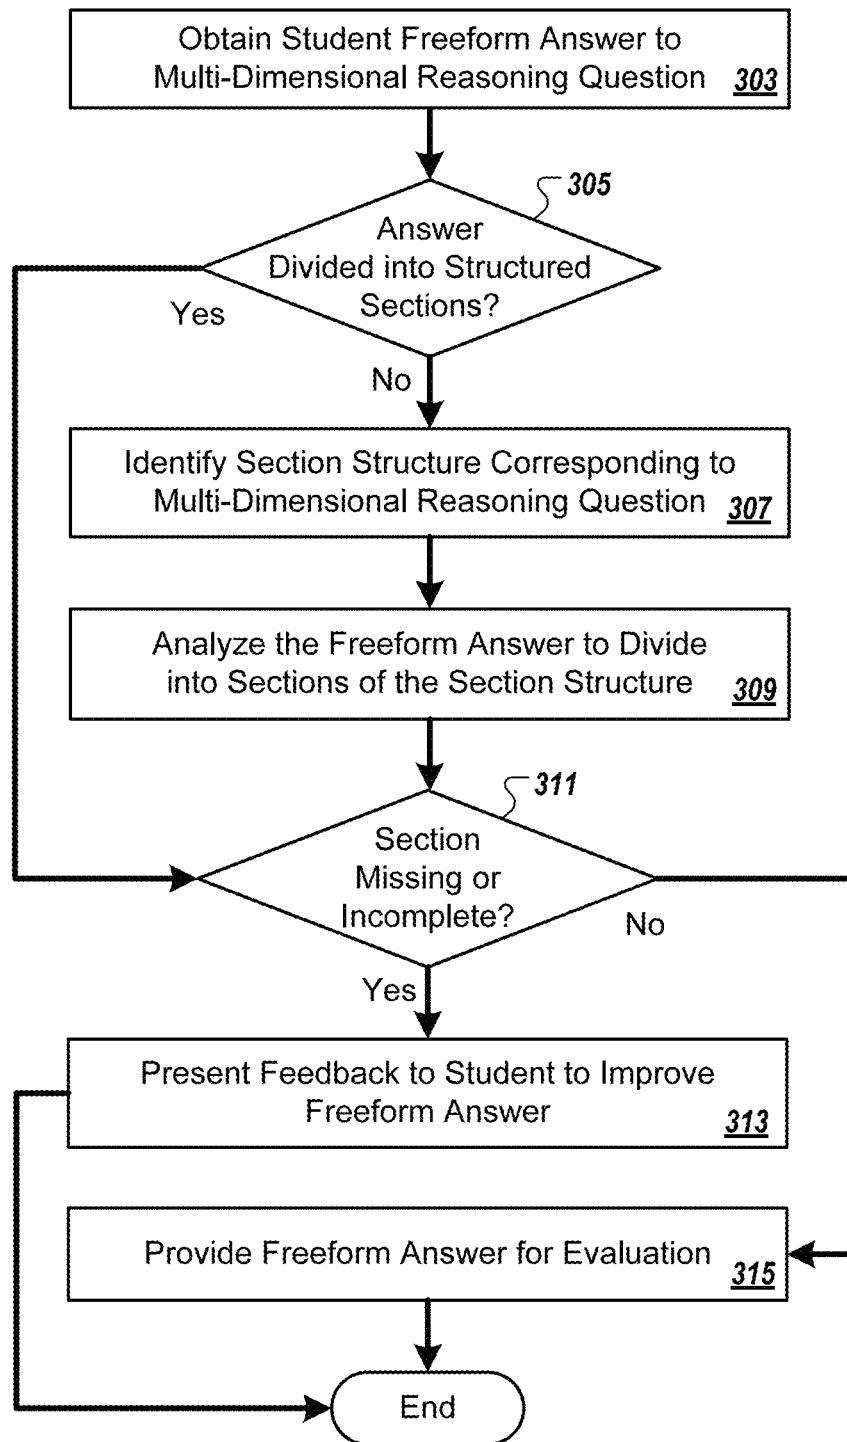 Obtain Student Freeform Answer to
Multi-Dimensional Reasoning Question 303
305
Answer
Divided into Structured
Sections?
Yes
No
Identify Section Structure Corresponding to
Multi-Dimensional Reasoning Question 307
Analyze the Freeform Answer to Divide
into Sections of the Section Structure 309
311
Section
Missing or
Incomplete?
No
Yes
Present Feedback to Student to Improve
Freeform Answer 313
Provide Freeform Answer for Evaluation 315
End